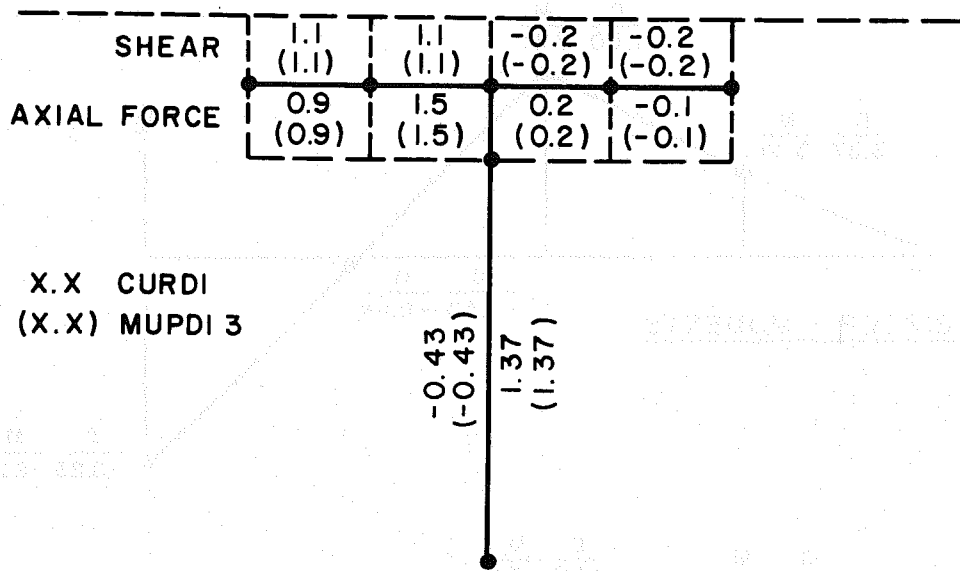 SHEAR 1.1 1.1 -0.2 -0.2
(1.1) (1.1) (-0.2) (-0.2)
AXIAL FORCE 0.9 1.5 0.2 -0.1
(0.9) (1.5) (0.2) (-0.1)
X.X CURDI
(X.X) MUPDI 3
-0.43
(-0.43)
1.37
(1.37)